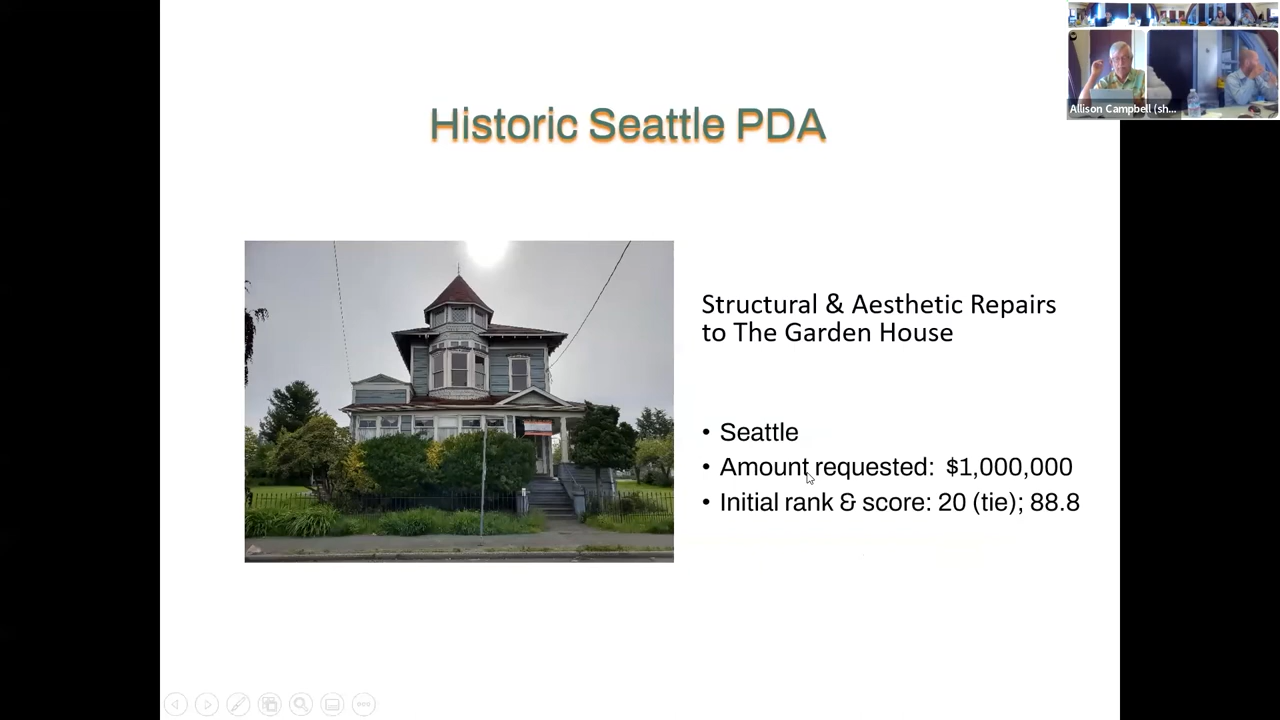 Historic Seattle PDA
Allison Campbell (sh...
Structural & Aesthetic Repairs
to The Garden House
• Seattle
• Amount requested: $1,000,000
• Initial rank & score: 20 (tie); 88.8